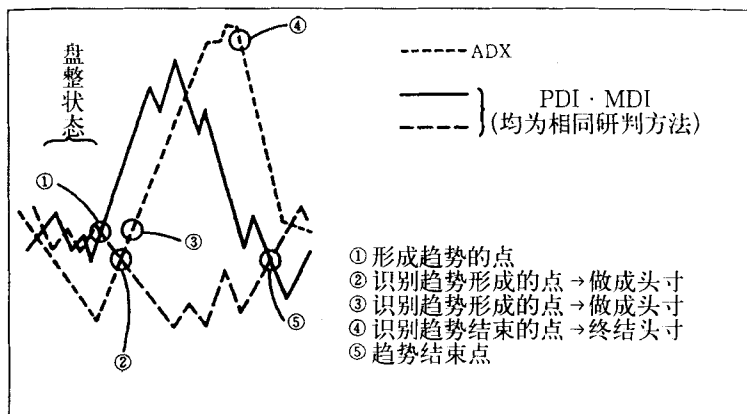 盘整状态
①
②
③
④
⑤
ADX
PDI·MDI
(均为相同研判方法)
①形成趋势的点
②识别趋势形成的点→做成头寸
③识别趋势形成的点→做成头寸
④识别趋势结束的点→终结头寸
⑤趋势结束点